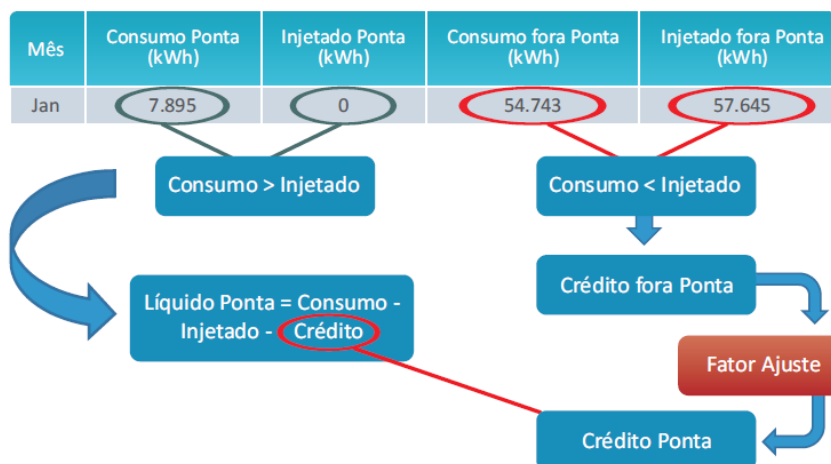 Mês
Consumo Ponta
(kWh)
Injetado Ponta
(kWh)
Consumo fora Ponta
(kWh)
Injetado fora Ponta
(kWh)
Jan
7.895
0
54.743
57.645
Consumo > Injetado
Consumo < Injetado
Crédito fora Ponta
Líquido Ponta = Consumo -
Injetado - Crédito
Fator Ajuste
Crédito Ponta